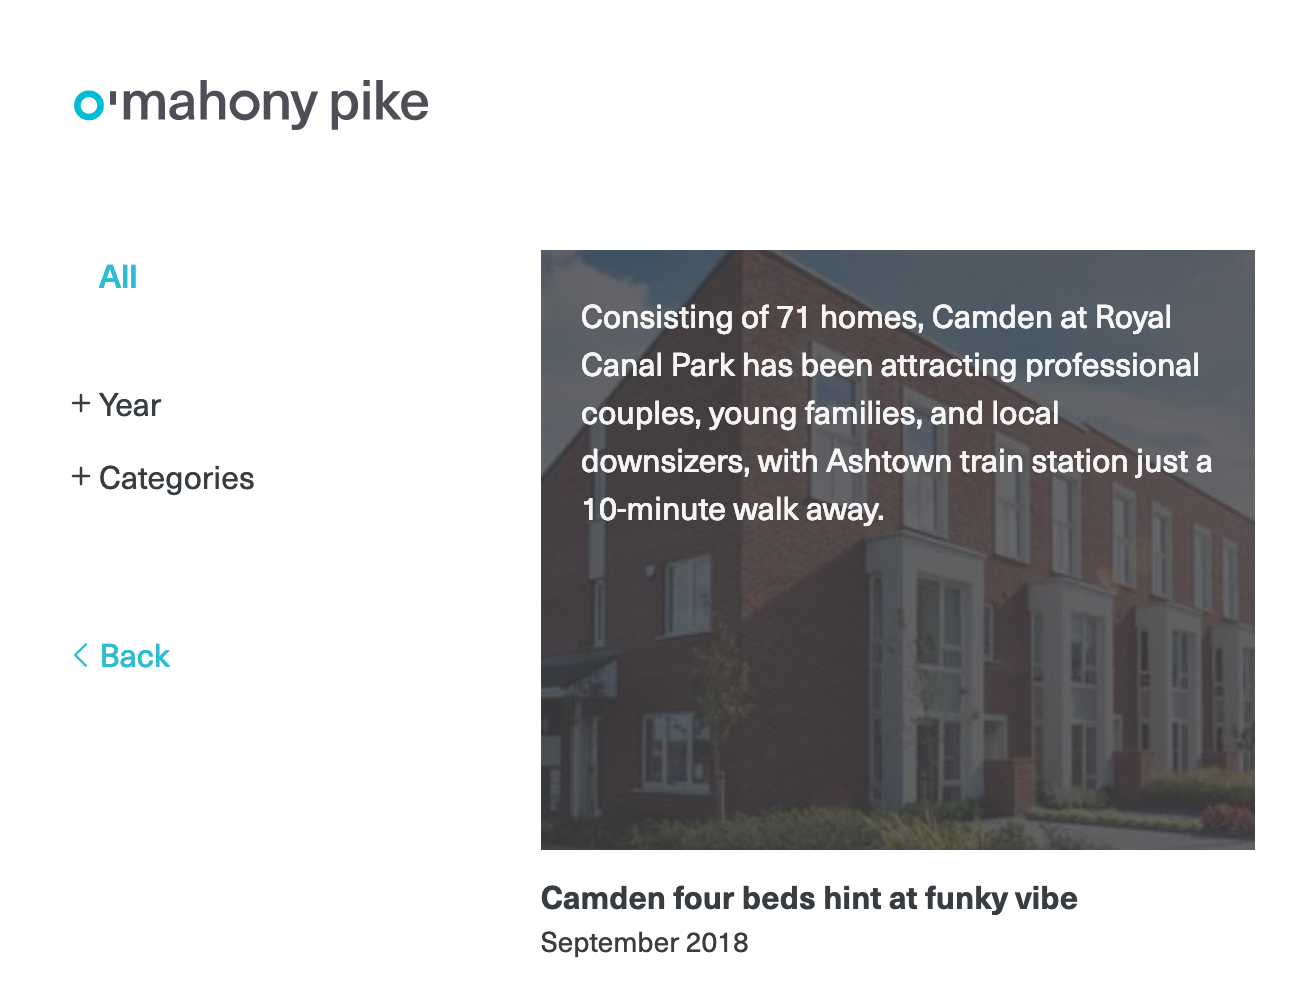 o'mahony pike
All
+ Year
+ Categories
< Back
Consisting of 71 homes, Camden at Royal
Canal Park has been attracting professional
couples, young families, and local
downsizers, with Ashtown train station just a
10-minute walk away.
Camden four beds hint at funky vibe
September 2018